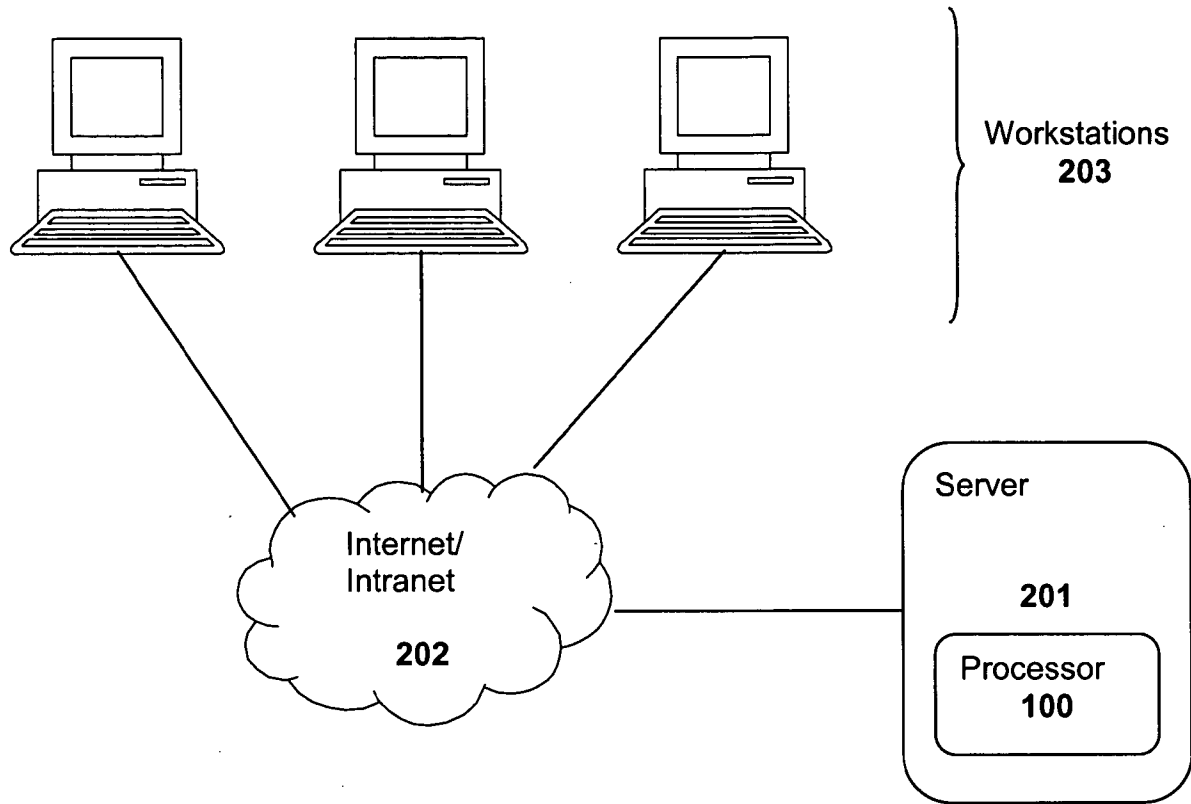 Workstations
203
Internet/
Intranet
202
Server
201
Processor
100